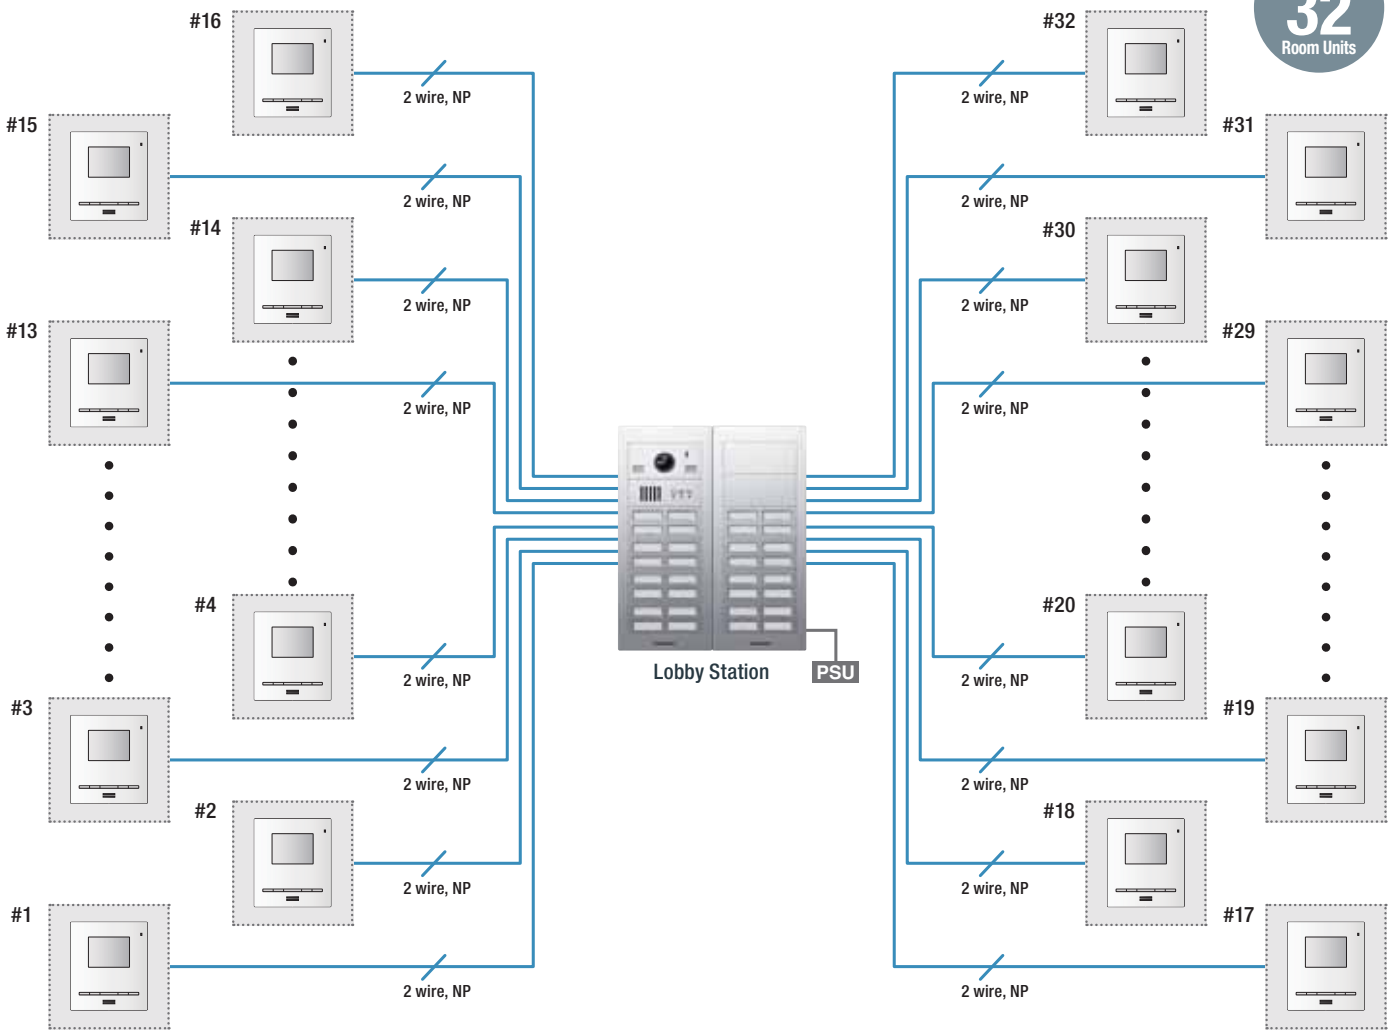 #16
2 wire, NP
#32
2 wire, NP
32
Room Units
#15
2 wire, NP
#31
2 wire, NP
#14
2 wire, NP
#30
2 wire, NP
#13
2 wire, NP
#29
2 wire, NP
#4
2 wire, NP
Lobby Station
PSU
#20
2 wire, NP
#3
2 wire, NP
#19
2 wire, NP
#2
2 wire, NP
#18
2 wire, NP
#1
2 wire, NP
#17
2 wire, NP